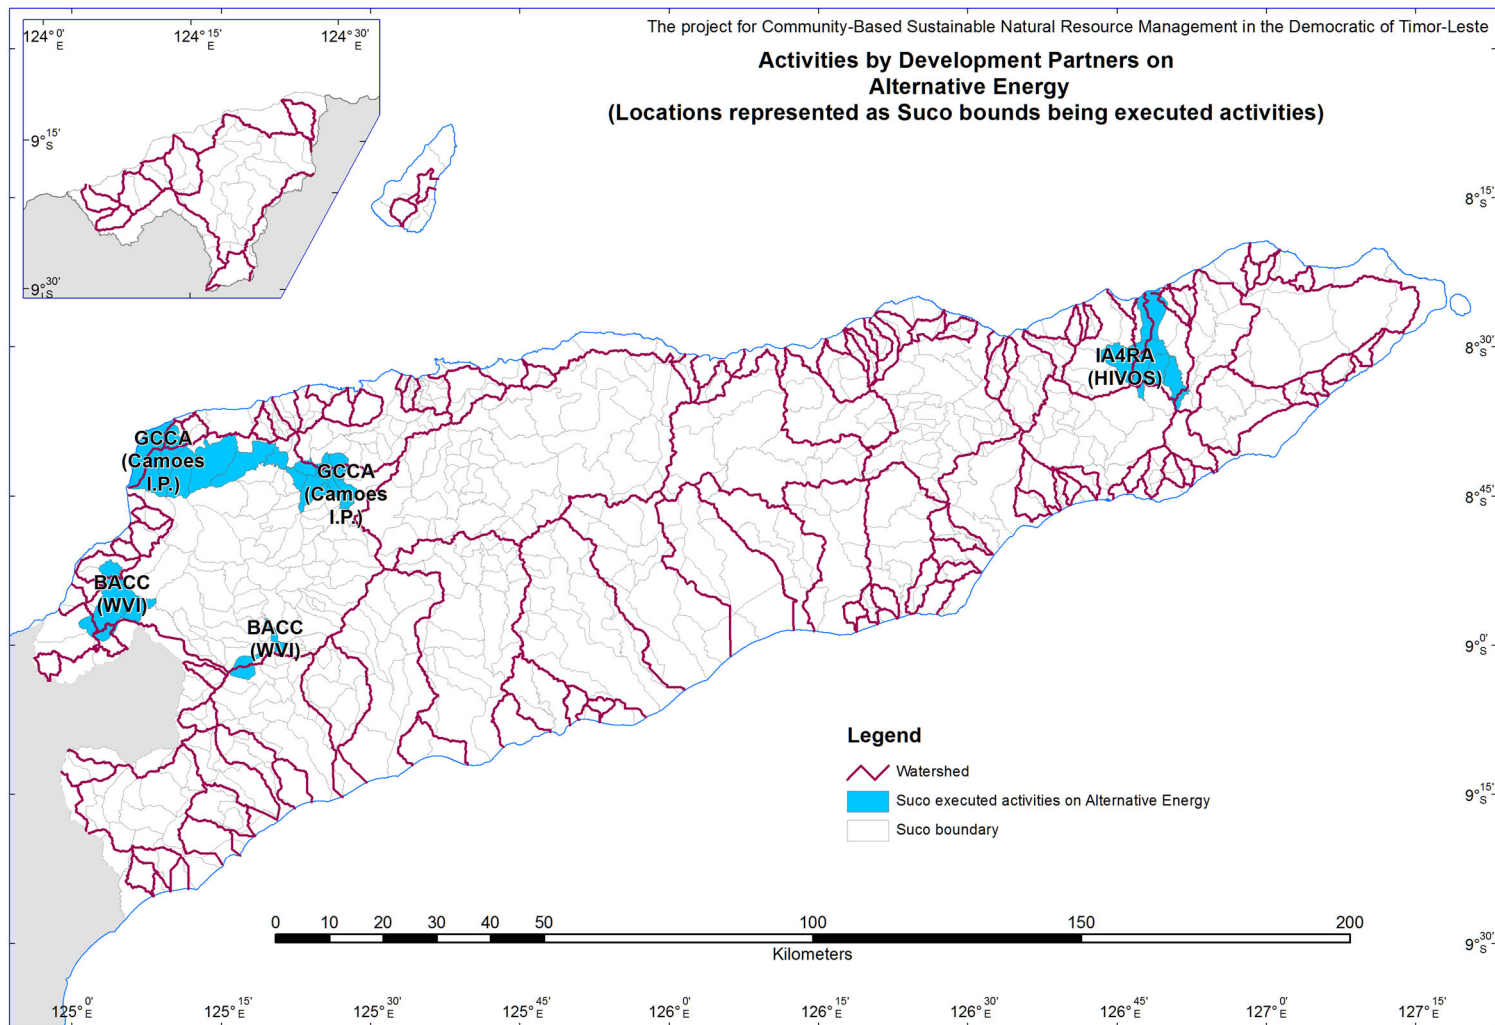 The project for Community-Based Sustainable Natural Resource Management in the Democratic of Timor-Leste
Activities by Development Partners on
Alternative Energy
(Locations represented as Suco bounds being executed activities)
124° 0' E
124° 15' E
124° 30' E
9° 15' S
9° 30' S
8° 15' S
8° 30' S
8° 45' S
9° 0' S
9° 15' S
9° 30' S
IA4RA
(HIVOS)
GCCA
(Camoes
I.P.)
GCCA
(Camoes
I.P.)
BACC
(WVI)
BACC
(WVI)
Legend
Watershed
Suco executed activities on Alternative Energy
Suco boundary
0 10 20 30 40 50 100 150 200
Kilometers
125° 0' E
125° 15' E
125° 30' E
125° 45' E
126° 0' E
126° 15' E
126° 30' E
126° 45' E
127° 0' E
127° 15' E